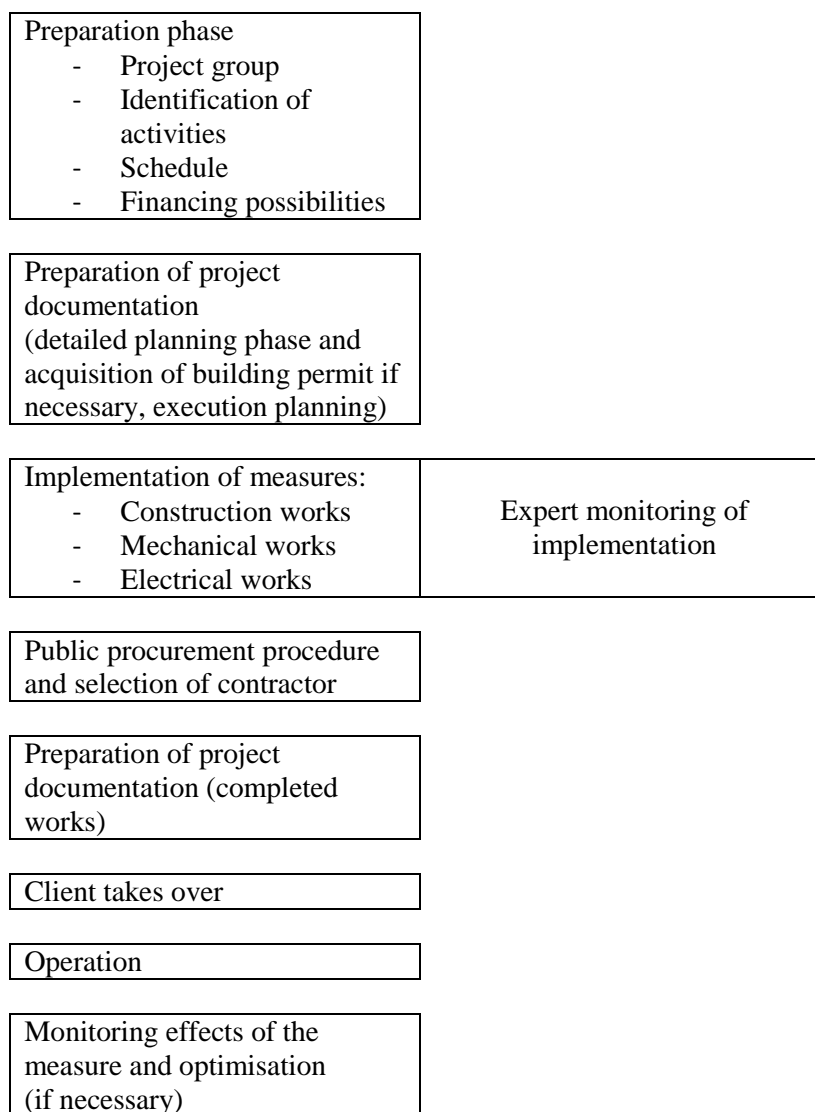 Preparation phase
- Project group
- Identification of
activities
- Schedule
- Financing possibilities
Preparation of project
documentation
(detailed planning phase and
acquisition of building permit if
necessary, execution planning)
Implementation of measures:
- Construction works
- Mechanical works
- Electrical works
Expert monitoring of
implementation
Public procurement procedure
and selection of contractor
Preparation of project
documentation (completed
works)
Client takes over
Operation
Monitoring effects of the
measure and optimisation
(if necessary)